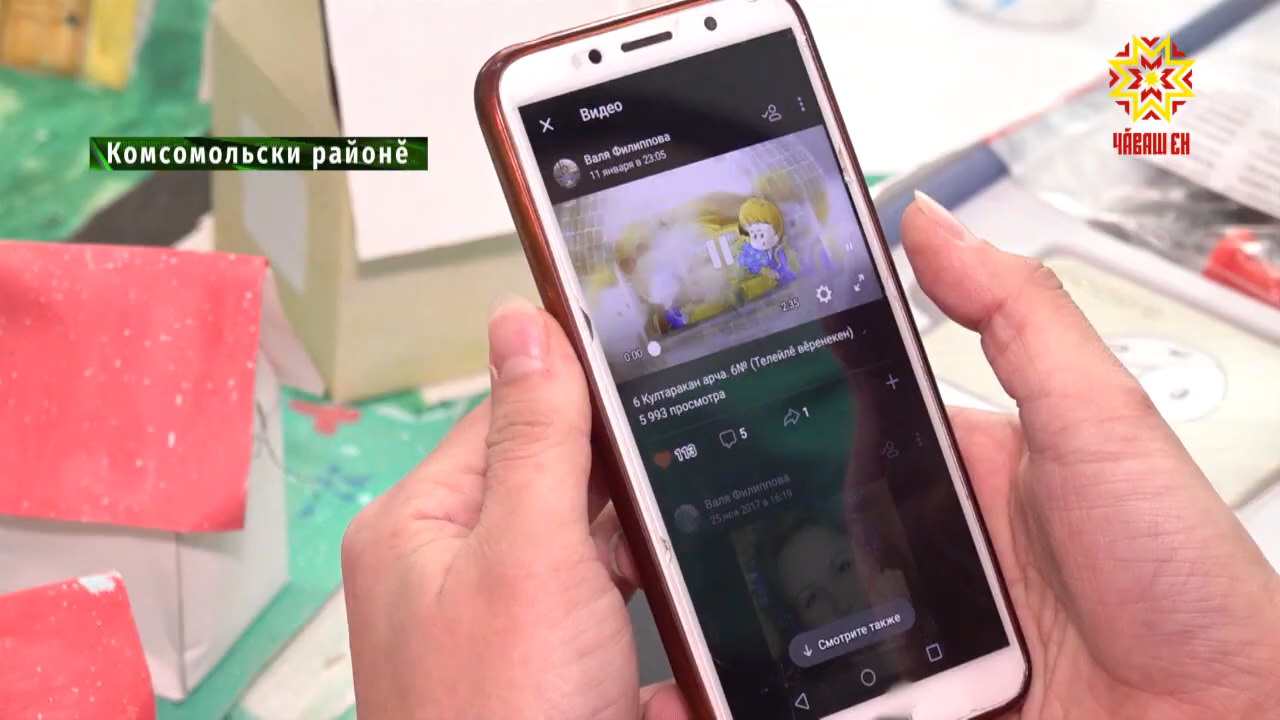 Комсомольски районӗ
ЧӐВАШ ЕН
Видео
Валя Филиппова
11 января в 23:05
-2:35
0:00
6 Култаракан арча. 6№ (Телейлӗ вӗренекен)
5 993 просмотра
118
5
1
Валя Филиппова
25 ноя 2017 в 16:19
Смотрите также